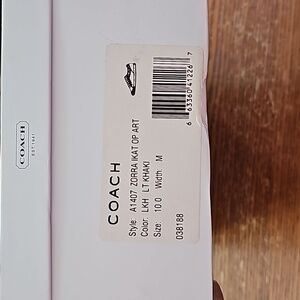 COACH
EST. 1941
COACH
Style: A1407 ZORRA IKAT OP ART
Color: LKH LT KHAKI
Size: 10.0 Width: M
038188
6 63360 41226 7